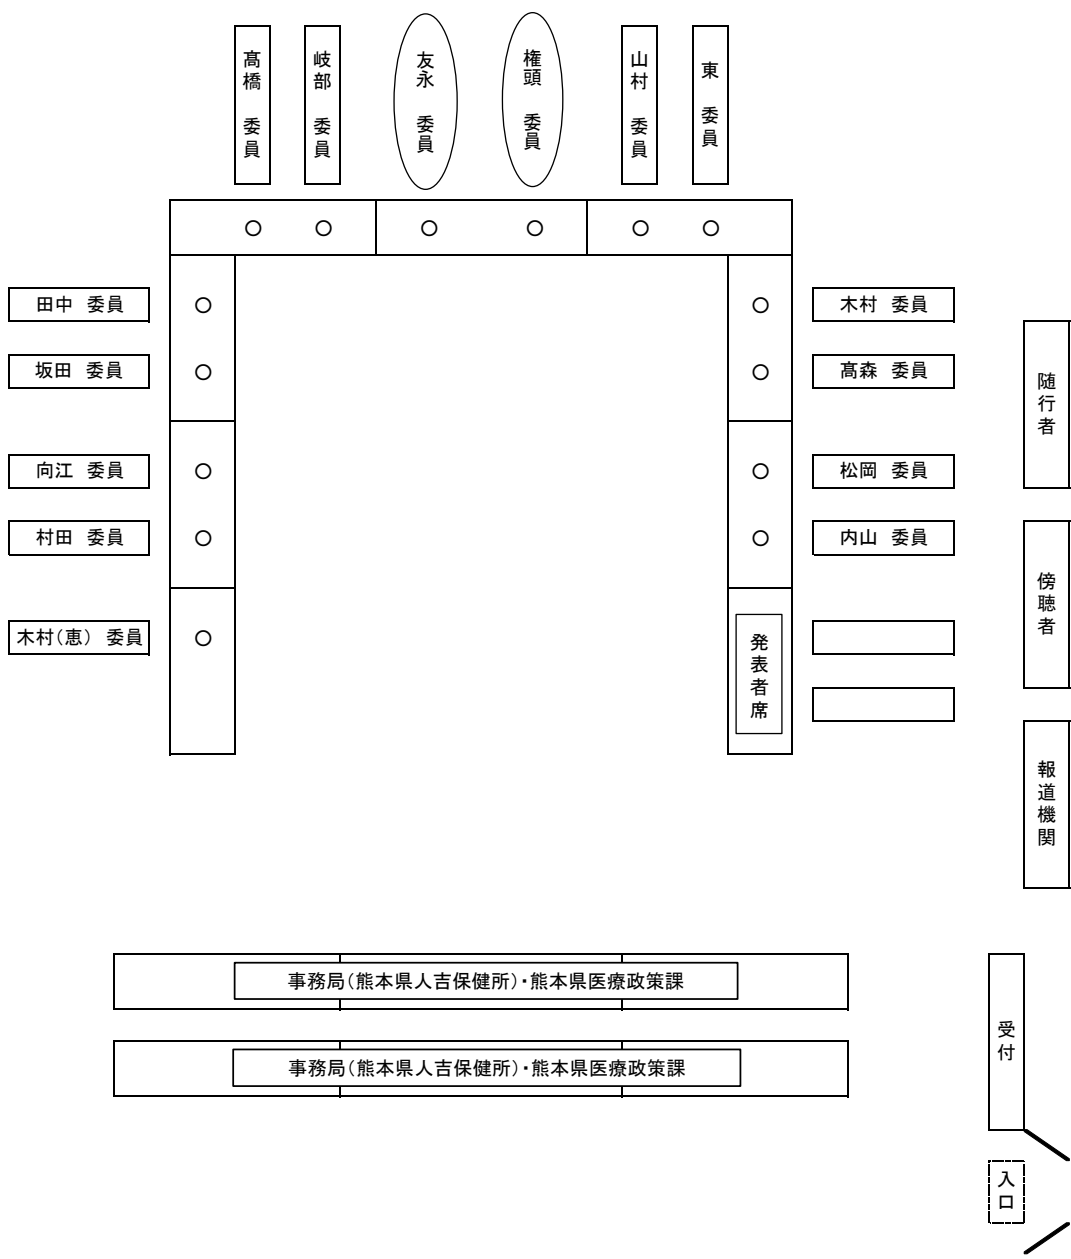 髙橋 委員
岐部 委員
友永 委員
権頭 委員
山村 委員
東 委員
田中 委員
坂田 委員
向江 委員
村田 委員
木村（恵） 委員
木村 委員
髙森 委員
松岡 委員
内山 委員
発表者席
随行者
傍聴者
報道機関
事務局（熊本県人吉保健所）・熊本県医療政策課
事務局（熊本県人吉保健所）・熊本県医療政策課
受付
入口